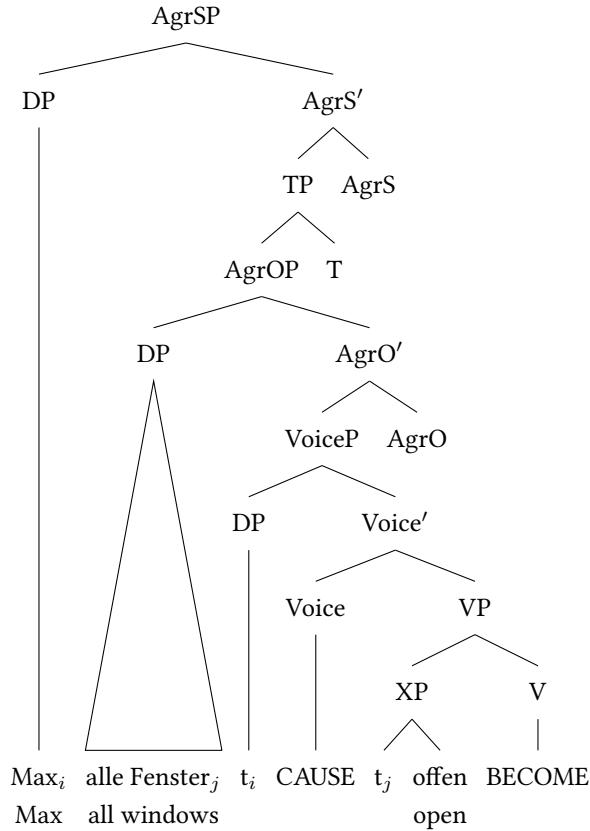 AgrSP
DP AgrS′
TP AgrS
AgrOP T
DP AgrO′
VoiceP AgrO
DP Voice′
Voice VP
XP V
Maxᵢ alle Fensterⱼ tᵢ CAUSE tⱼ offen BECOME
Max all windows open